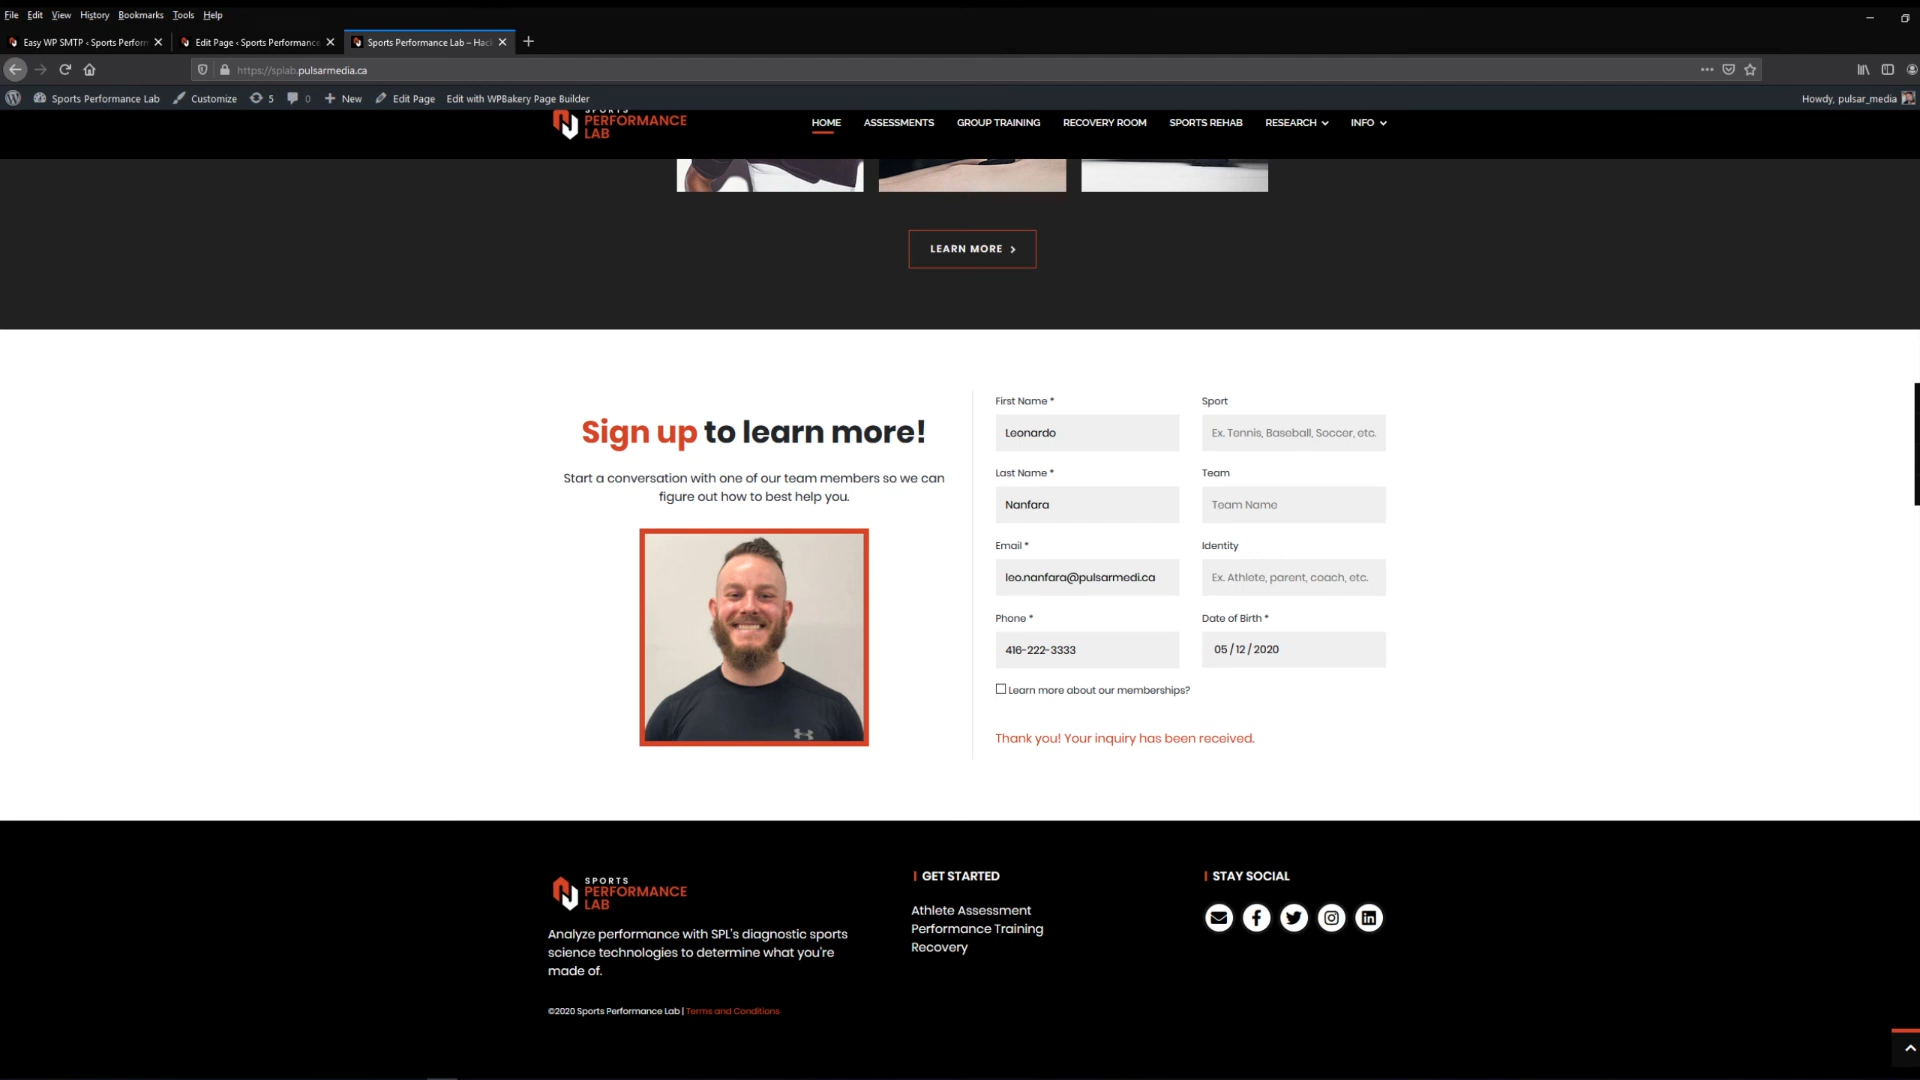 File Edit View History Bookmarks Tools Help
Easy WP SMTP ‹ Sports Perform
Edit Page ‹ Sports Performance
Sports Performance Lab – Hac
https://splab.pulsarmedia.ca
Sports Performance Lab Customize 5 0 New Edit Page Edit with WPBakery Page Builder Howdy, pulsar_media
SPORTS
PERFORMANCE
LAB
HOME ASSESSMENTS GROUP TRAINING RECOVERY ROOM SPORTS REHAB RESEARCH INFO
LEARN MORE
Sign up to learn more!
Start a conversation with one of our team members so we can
figure out how to best help you.
First Name *
Leonardo
Sport
Ex. Tennis, Baseball, Soccer, etc.
Last Name *
Nanfara
Team
Team Name
Email *
leo.nanfara@pulsarmedi.ca
Identity
Ex. Athlete, parent, coach, etc.
Phone *
416-222-3333
Date of Birth *
05 / 12 / 2020
Learn more about our memberships?
Thank you! Your inquiry has been received.
SPORTS
PERFORMANCE
LAB
Analyze performance with SPL's diagnostic sports
science technologies to determine what you're
made of.
©2020 Sports Performance Lab | Terms and Conditions
GET STARTED
Athlete Assessment
Performance Training
Recovery
STAY SOCIAL